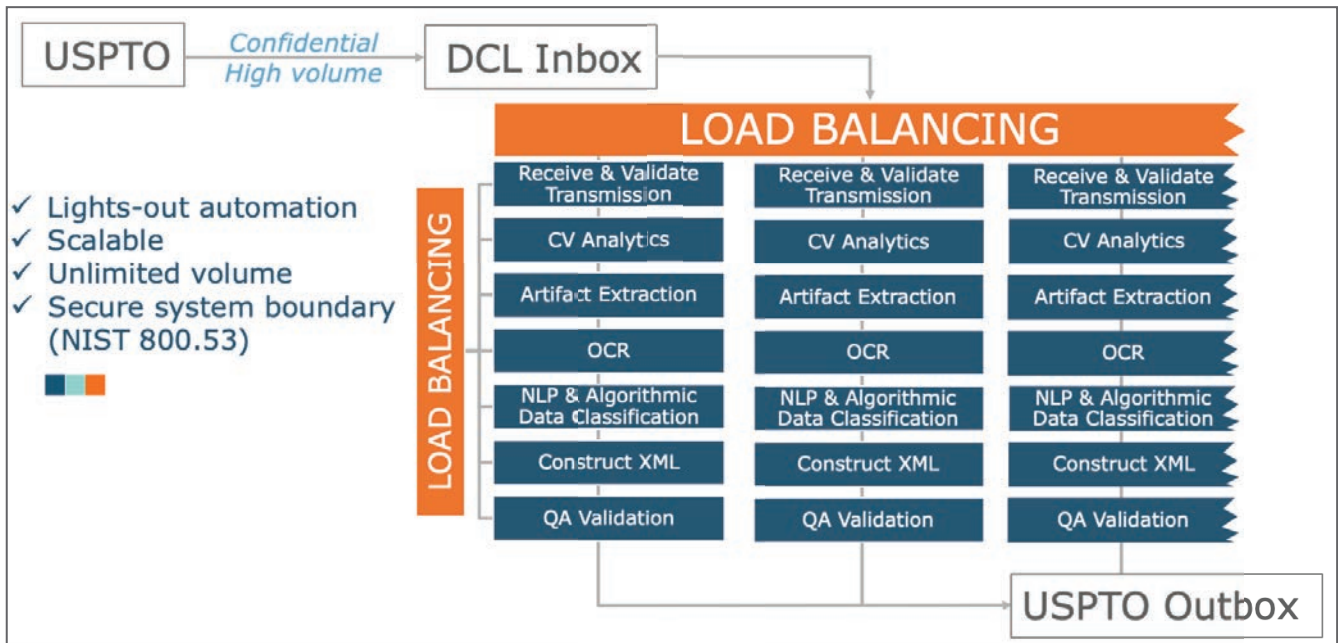 USPTO
Confidential
High volume
DCL Inbox
LOAD BALANCING
✓ Lights-out automation
✓ Scalable
✓ Unlimited volume
✓ Secure system boundary
(NIST 800.53)
LOAD BALANCING
Receive & Validate
Transmission
CV Analytics
Artifact Extraction
OCR
NLP & Algorithmic
Data Classification
Construct XML
QA Validation
Receive & Validate
Transmission
CV Analytics
Artifact Extraction
OCR
NLP & Algorithmic
Data Classification
Construct XML
QA Validation
Receive & Validate
Transmission
CV Analytics
Artifact Extraction
OCR
NLP & Algorithmic
Data Classification
Construct XML
QA Validation
USPTO Outbox